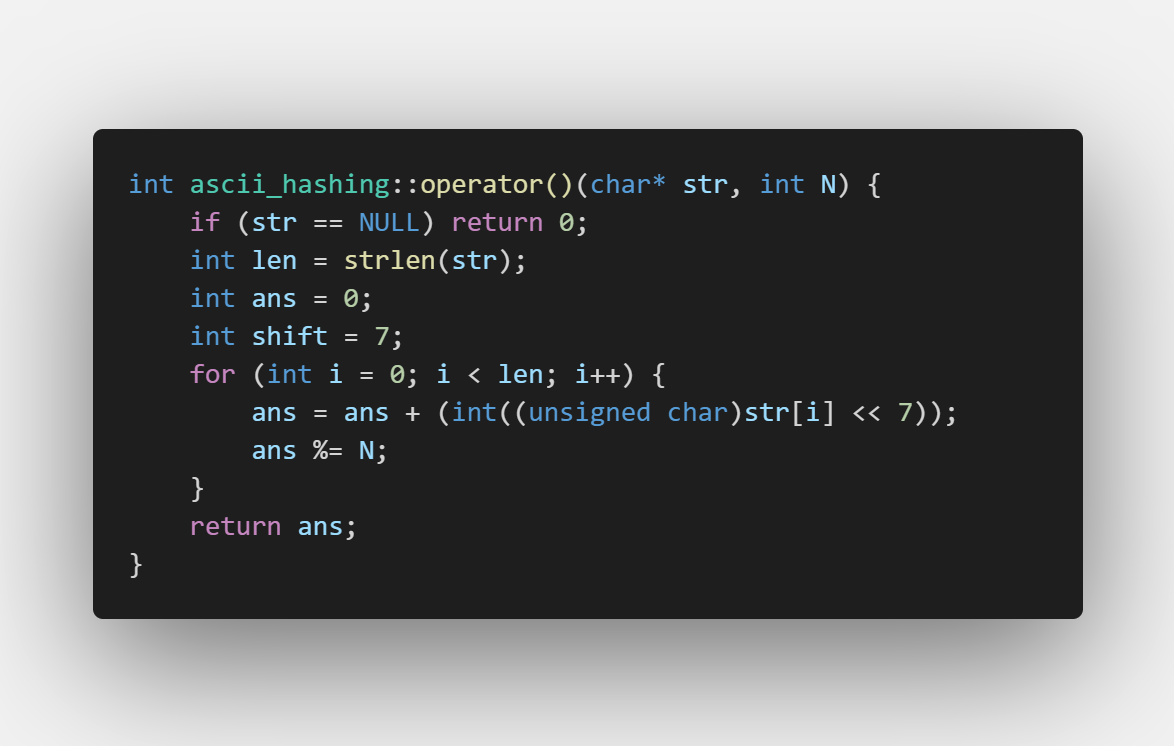 int ascii_hashing::operator()(char* str, int N) {
    if (str == NULL) return 0;
    int len = strlen(str);
    int ans = 0;
    int shift = 7;
    for (int i = 0; i < len; i++) {
        ans = ans + (int((unsigned char)str[i] << 7));
        ans %= N;
    }
    return ans;
}